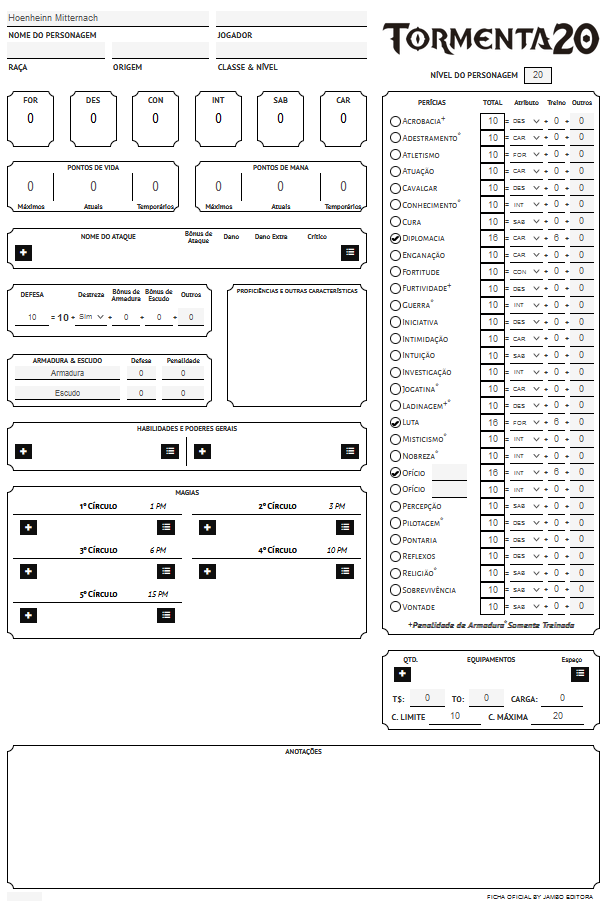 Hoenheinn Mitternach
NOME DO PERSONAGEM JOGADOR
RAÇA ORIGEM CLASSE & NÍVEL
TORMENTA20
NÍVEL DO PERSONAGEM 20
FOR DES CON INT SAB CAR
0 0 0 0 0 0
PONTOS DE VIDA PONTOS DE MANA
0 0 0 0 0 0
Máximos Atuais Temporários Máximos Atuais Temporários
NOME DO ATAQUE Bônus de Ataque Dano Dano Extra Crítico
DEFESA Destreza Bônus de Armadura Bônus de Escudo Outros
10 = 10 + Sim + 0 + 0 + 0
PROFICIÊNCIAS E OUTRAS CARACTERÍSTICAS
ARMADURA & ESCUDO Defesa Penalidade
Armadura 0 0
Escudo 0 0
HABILIDADES E PODERES GERAIS
MAGIAS
1º CÍRCULO 1 PM 2º CÍRCULO 3 PM
3º CÍRCULO 6 PM 4º CÍRCULO 10 PM
5º CÍRCULO 15 PM
PERÍCIAS TOTAL Atributo Treino Outros
ACROBACIA+ 10 = DES + 0 + 0
ADESTRAMENTO* 10 = CAR + 0 + 0
ATLETISMO 10 = FOR + 0 + 0
ATUAÇÃO 10 = CAR + 0 + 0
CAVALGAR 10 = DES + 0 + 0
CONHECIMENTO* 10 = INT + 0 + 0
CURA 10 = SAB + 0 + 0
DIPLOMACIA 16 = CAR + 6 + 0
ENGANAÇÃO 10 = CAR + 0 + 0
FORTITUDE 10 = CON + 0 + 0
FURTIVIDADE+ 10 = DES + 0 + 0
GUERRA* 10 = INT + 0 + 0
INICIATIVA 10 = DES + 0 + 0
INTIMIDAÇÃO 10 = CAR + 0 + 0
INTUIÇÃO 10 = SAB + 0 + 0
INVESTIGAÇÃO 10 = INT + 0 + 0
JOGATINA* 10 = CAR + 0 + 0
LADINAGEM+* 10 = DES + 0 + 0
LUTA 16 = FOR + 6 + 0
MISTICISMO* 10 = INT + 0 + 0
NOBREZA* 10 = INT + 0 + 0
OFÍCIO 16 = INT + 6 + 0
OFÍCIO 10 = INT + 0 + 0
PERCEPÇÃO 10 = SAB + 0 + 0
PILOTAGEM* 10 = DES + 0 + 0
PONTARIA 10 = DES + 0 + 0
REFLEXOS 10 = DES + 0 + 0
RELIGIÃO* 10 = SAB + 0 + 0
SOBREVIVÊNCIA 10 = SAB + 0 + 0
VONTADE 10 = SAB + 0 + 0
+Penalidade de Armadura* Somente Treinada
QTD. EQUIPAMENTOS Espaço
T$: 0 TO: 0 CARGA: 0
C. LIMITE 10 C. MÁXIMA 20
ANOTAÇÕES
FICHA OFICIAL BY JAMBO EDITORA